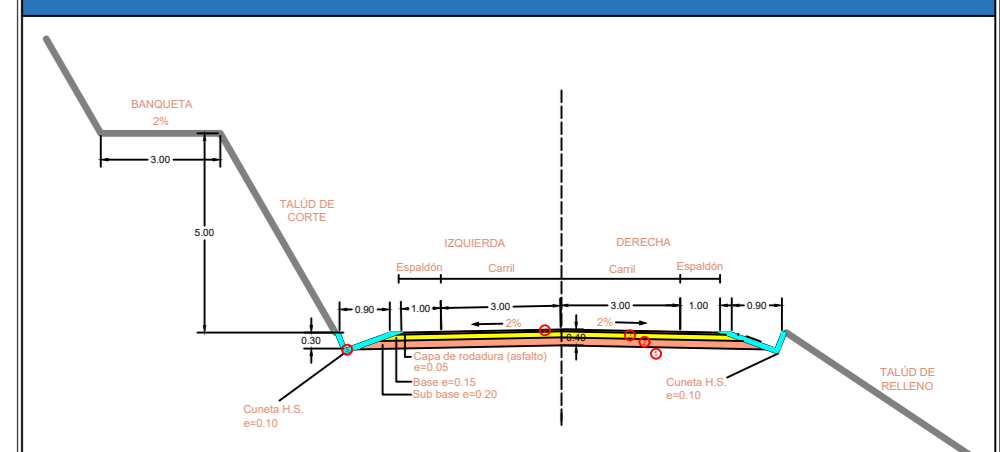 BANQUETA
2%
3.00
TALÚD DE
CORTE
5.00
IZQUIERDA
DERECHA
Espaldón
Carril
Carril
Espaldón
0.90
1.00
3.00
3.00
1.00
0.90
2%
2%
0.30
0.40
1
Capa de rodadura (asfalto)
e=0.05
Base e=0.15
Sub base e=0.20
Cuneta H.S.
e=0.10
Cuneta H.S.
e=0.10
TALÚD DE
RELLENO